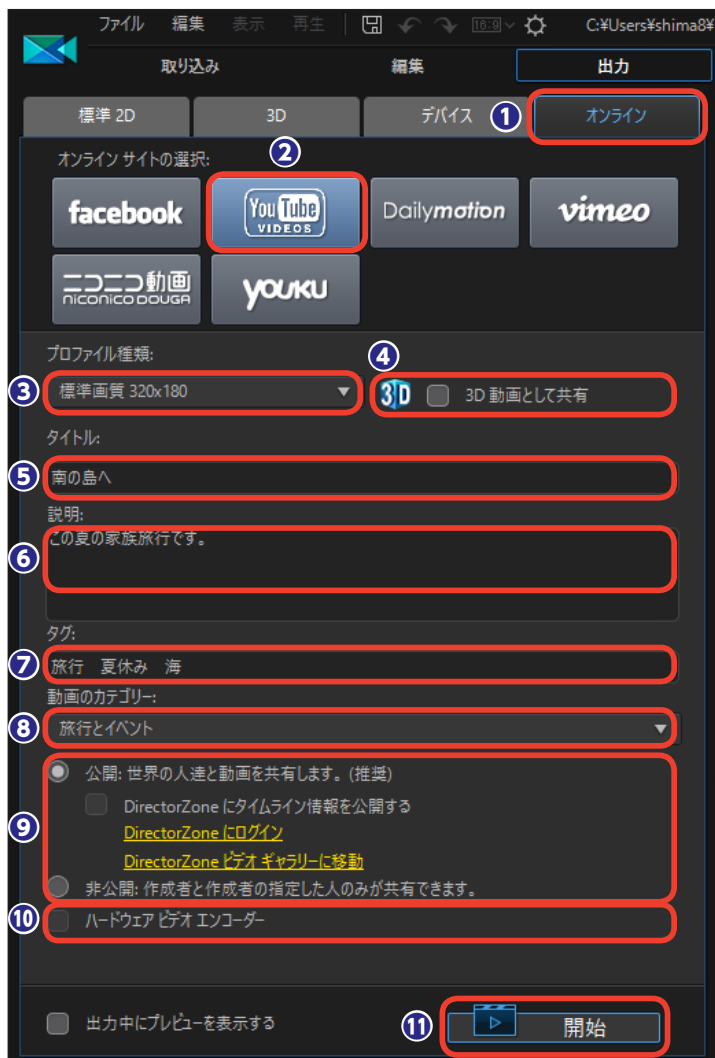 ファイル 編集 表示 再生 16:9 C:¥Users¥shima8¥
取り込み 編集 出力
標準 2D 3D デバイス ① オンライン
オンライン サイトの選択: ②
facebook You Tube VIDEOS Dailymotion vimeo
ニコニコ動画 NICONICO DOUGA YOUKU
プロファイル種類: ④
③ 標準画質 320x180 3D 3D 動画として共有
タイトル:
⑤ 南の島へ
説明:
⑥ この夏の家族旅行です。
タグ:
⑦ 旅行 夏休み 海
動画のカテゴリー:
⑧ 旅行とイベント
公開: 世界の人達と動画を共有します。(推奨)
DirectorZone にタイムライン情報を公開する
⑨ DirectorZone にログイン
DirectorZone ビデオ ギャラリーに移動
非公開: 作成者と作成者の指定した人のみが共有できます。
⑩ ハードウェア ビデオ エンコーダー
出力中にプレビューを表示する ⑪ 開始